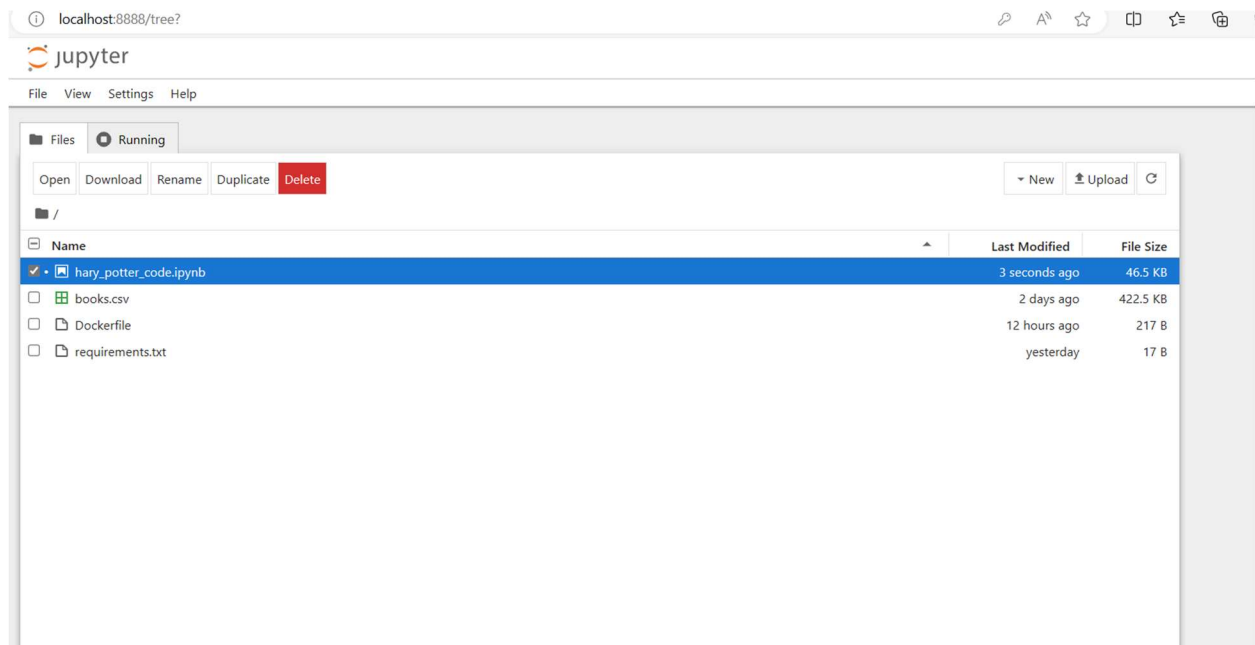 localhost:8888/tree?
jupyter
File View Settings Help
Files Running
Open Download Rename Duplicate Delete New Upload
/
Name Last Modified File Size
hary_potter_code.ipynb 3 seconds ago 46.5 KB
books.csv 2 days ago 422.5 KB
Dockerfile 12 hours ago 217 B
requirements.txt yesterday 17 B